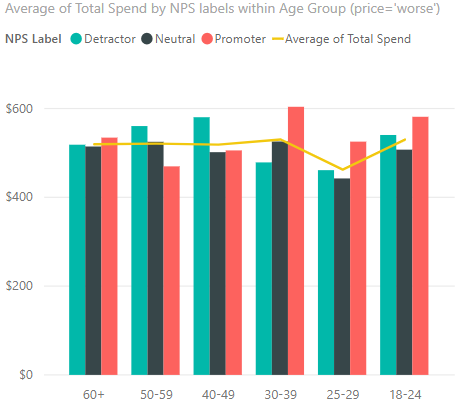 Average of Total Spend by NPS labels within Age Group (price='worse')
NPS Label Detractor Neutral Promoter Average of Total Spend
$600
$400
$200
$0
60+ 50-59 40-49 30-39 25-29 18-24